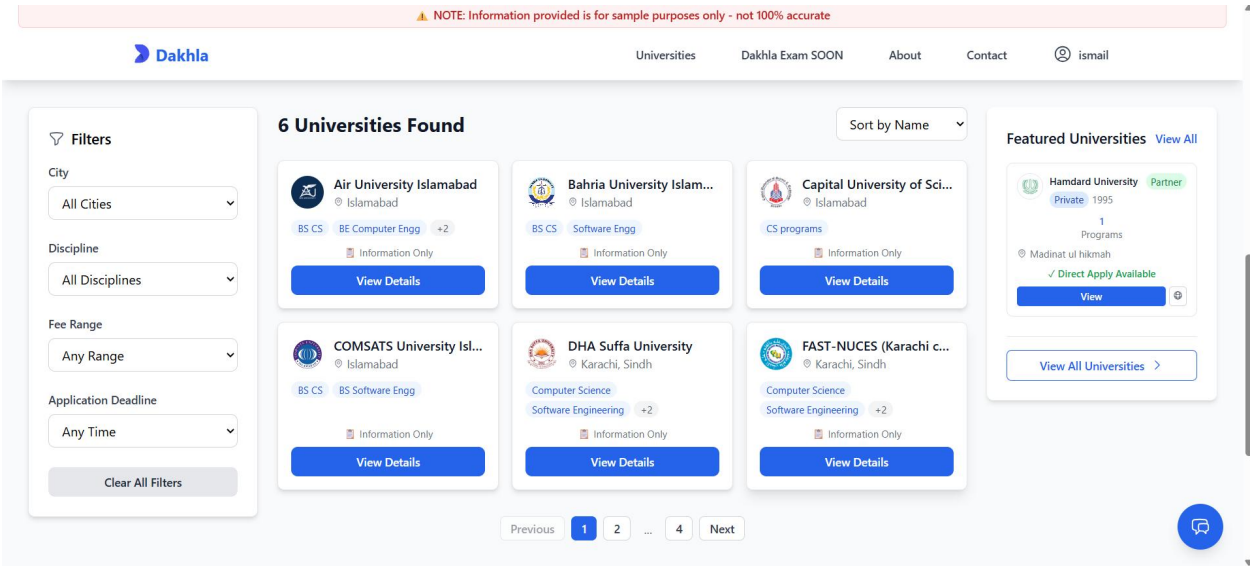 ⚠ NOTE: Information provided is for sample purposes only - not 100% accurate
Dakhla
Universities
Dakhla Exam SOON
About
Contact
ismail
Filters
City
All Cities
Discipline
All Disciplines
Fee Range
Any Range
Application Deadline
Any Time
Clear All Filters
6 Universities Found
Sort by Name
Air University Islamabad
Islamabad
BS CS BE Computer Engg +2
Information Only
View Details
Bahria University Islam...
Islamabad
BS CS Software Engg
Information Only
View Details
Capital University of Sci...
Islamabad
CS programs
Information Only
View Details
COMSATS University Isl...
Islamabad
BS CS BS Software Engg
Information Only
View Details
DHA Suffa University
Karachi, Sindh
Computer Science
Software Engineering +2
Information Only
View Details
FAST-NUCES (Karachi c...
Karachi, Sindh
Computer Science
Software Engineering +2
Information Only
View Details
Previous 1 2 ... 4 Next
Featured Universities View All
Hamdard University Partner
Private 1995
1
Programs
Madinat ul hikmah
✓ Direct Apply Available
View
View All Universities >